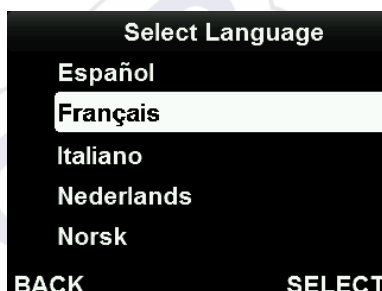 Select Language
Español
Français
Italiano
Nederlands
Norsk
BACK SELECT